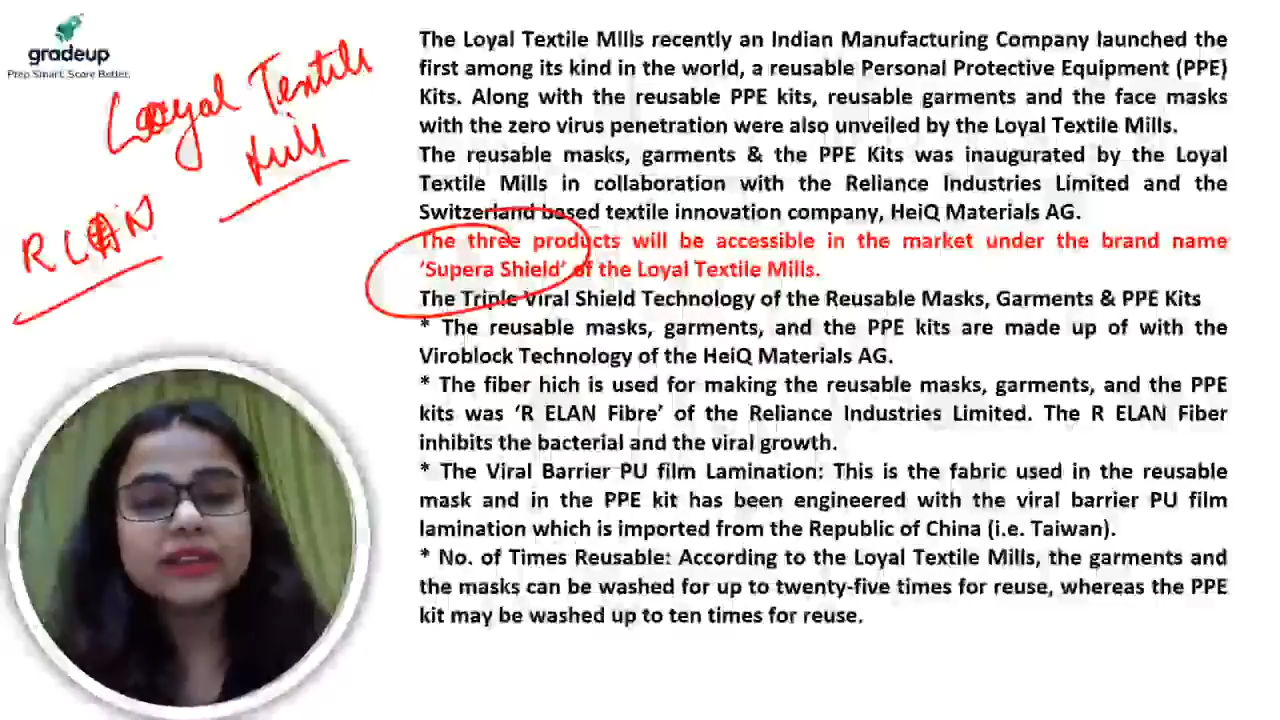 gradeup
Prep Smart. Score Better.
Loyal Textile
Mill
RELAN
The Loyal Textile MIlls recently an Indian Manufacturing Company launched the
first among its kind in the world, a reusable Personal Protective Equipment (PPE)
Kits. Along with the reusable PPE kits, reusable garments and the face masks
with the zero virus penetration were also unveiled by the Loyal Textile Mills.
The reusable masks, garments & the PPE Kits was inaugurated by the Loyal
Textile Mills in collaboration with the Reliance Industries Limited and the
Switzerland based textile innovation company, HeiQ Materials AG.
The three products will be accessible in the market under the brand name
‘Supera Shield’ of the Loyal Textile Mills.
The Triple Viral Shield Technology of the Reusable Masks, Garments & PPE Kits
* The reusable masks, garments, and the PPE kits are made up of with the
Viroblock Technology of the HeiQ Materials AG.
* The fiber hich is used for making the reusable masks, garments, and the PPE
kits was ‘R ELAN Fibre’ of the Reliance Industries Limited. The R ELAN Fiber
inhibits the bacterial and the viral growth.
* The Viral Barrier PU film Lamination: This is the fabric used in the reusable
mask and in the PPE kit has been engineered with the viral barrier PU film
lamination which is imported from the Republic of China (i.e. Taiwan).
* No. of Times Reusable: According to the Loyal Textile Mills, the garments and
the masks can be washed for up to twenty-five times for reuse, whereas the PPE
kit may be washed up to ten times for reuse.